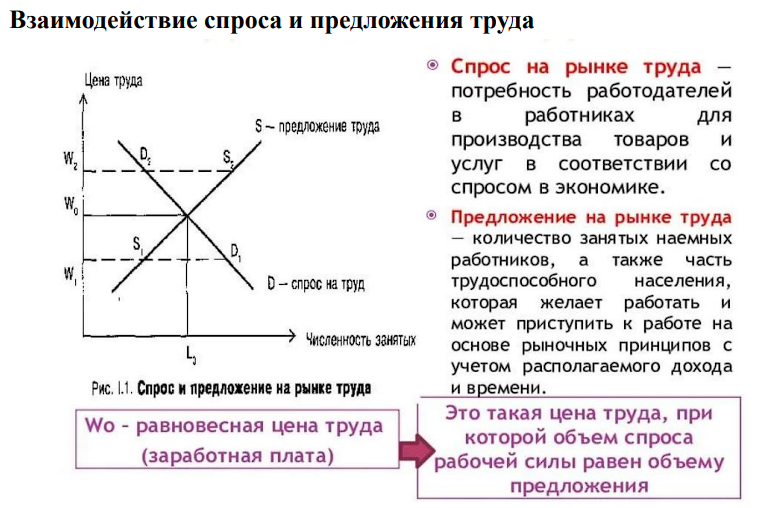 Взаимодействие спроса и предложения труда
Цена труда
S – предложение труда
W₂
D₂
S₂
W₀
S₁
D₁
W₁
D – спрос на труд
Численность занятых
Lэ
Рис. I.1. Спрос и предложение на рынке труда
Спрос на рынке труда –
потребность работодателей
в работниках для
производства товаров и
услуг в соответствии со
спросом в экономике.
Предложение на рынке труда
– количество занятых наемных
работников, а также часть
трудоспособного населения,
которая желает работать и
может приступить к работе на
основе рыночных принципов с
учетом располагаемого дохода
и времени.
Wo – равновесная цена труда
(заработная плата)
Это такая цена труда, при
которой объем спроса
рабочей силы равен объему
предложения